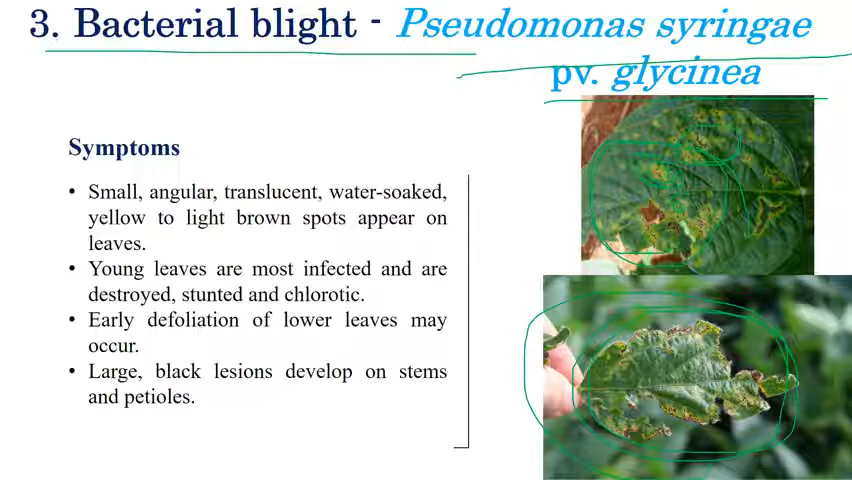 3. Bacterial blight - Pseudomonas syringae
pv. glycinea
Symptoms
• Small, angular, translucent, water-soaked,
yellow to light brown spots appear on
leaves.
• Young leaves are most infected and are
destroyed, stunted and chlorotic.
• Early defoliation of lower leaves may
occur.
• Large, black lesions develop on stems
and petioles.